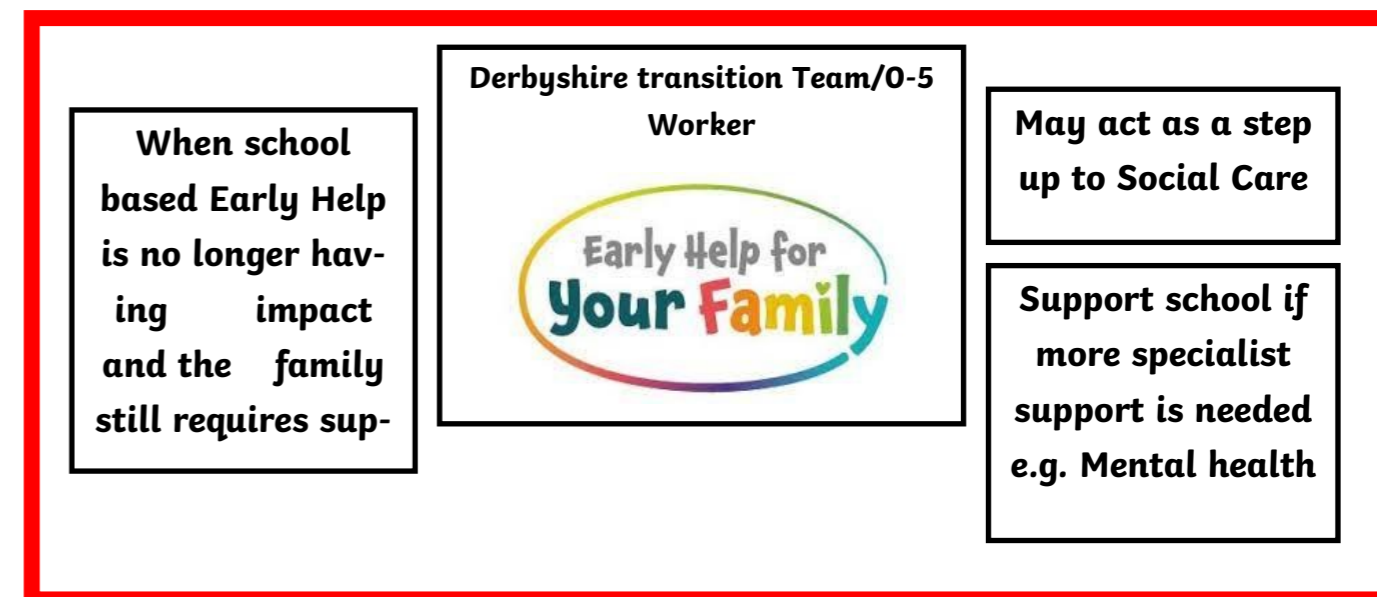 When school
based Early Help
is no longer hav-
ing impact
and the family
still requires sup-
Derbyshire transition Team/0-5
Worker
Early Help for
Your Family
May act as a step
up to Social Care
Support school if
more specialist
support is needed
e.g. Mental health